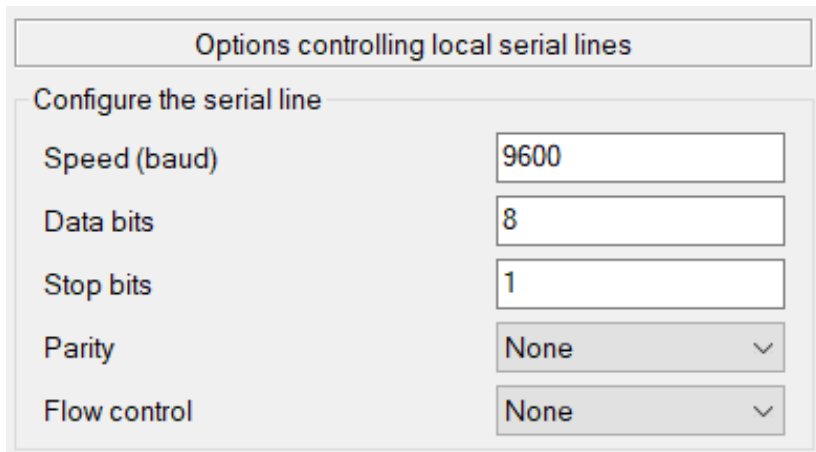 Options controlling local serial lines
Configure the serial line
Speed (baud) 9600
Data bits 8
Stop bits 1
Parity None
Flow control None